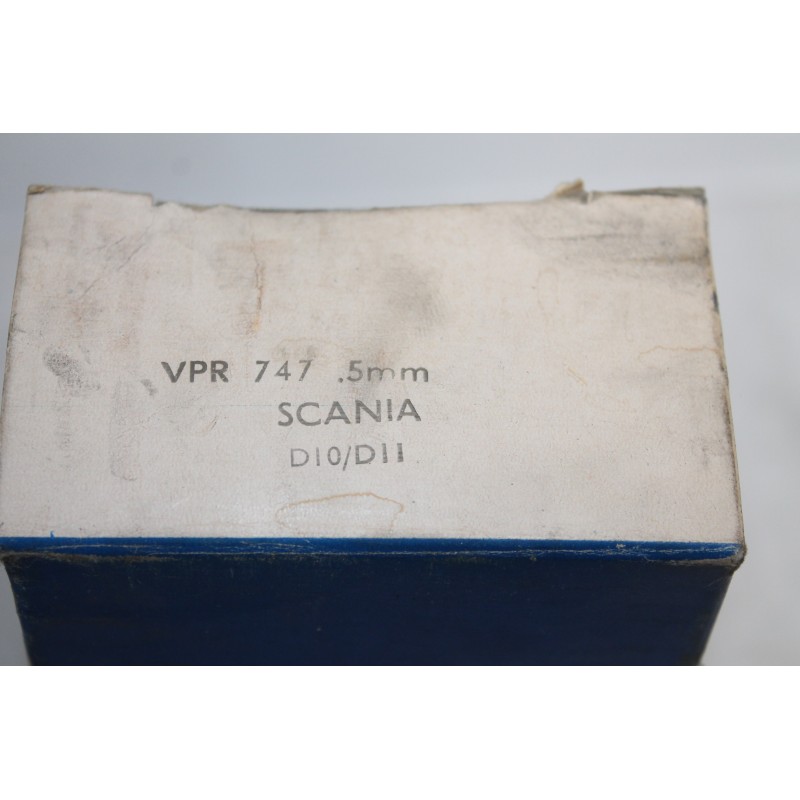 VPR 747 .5mm
SCANIA
D10/D11